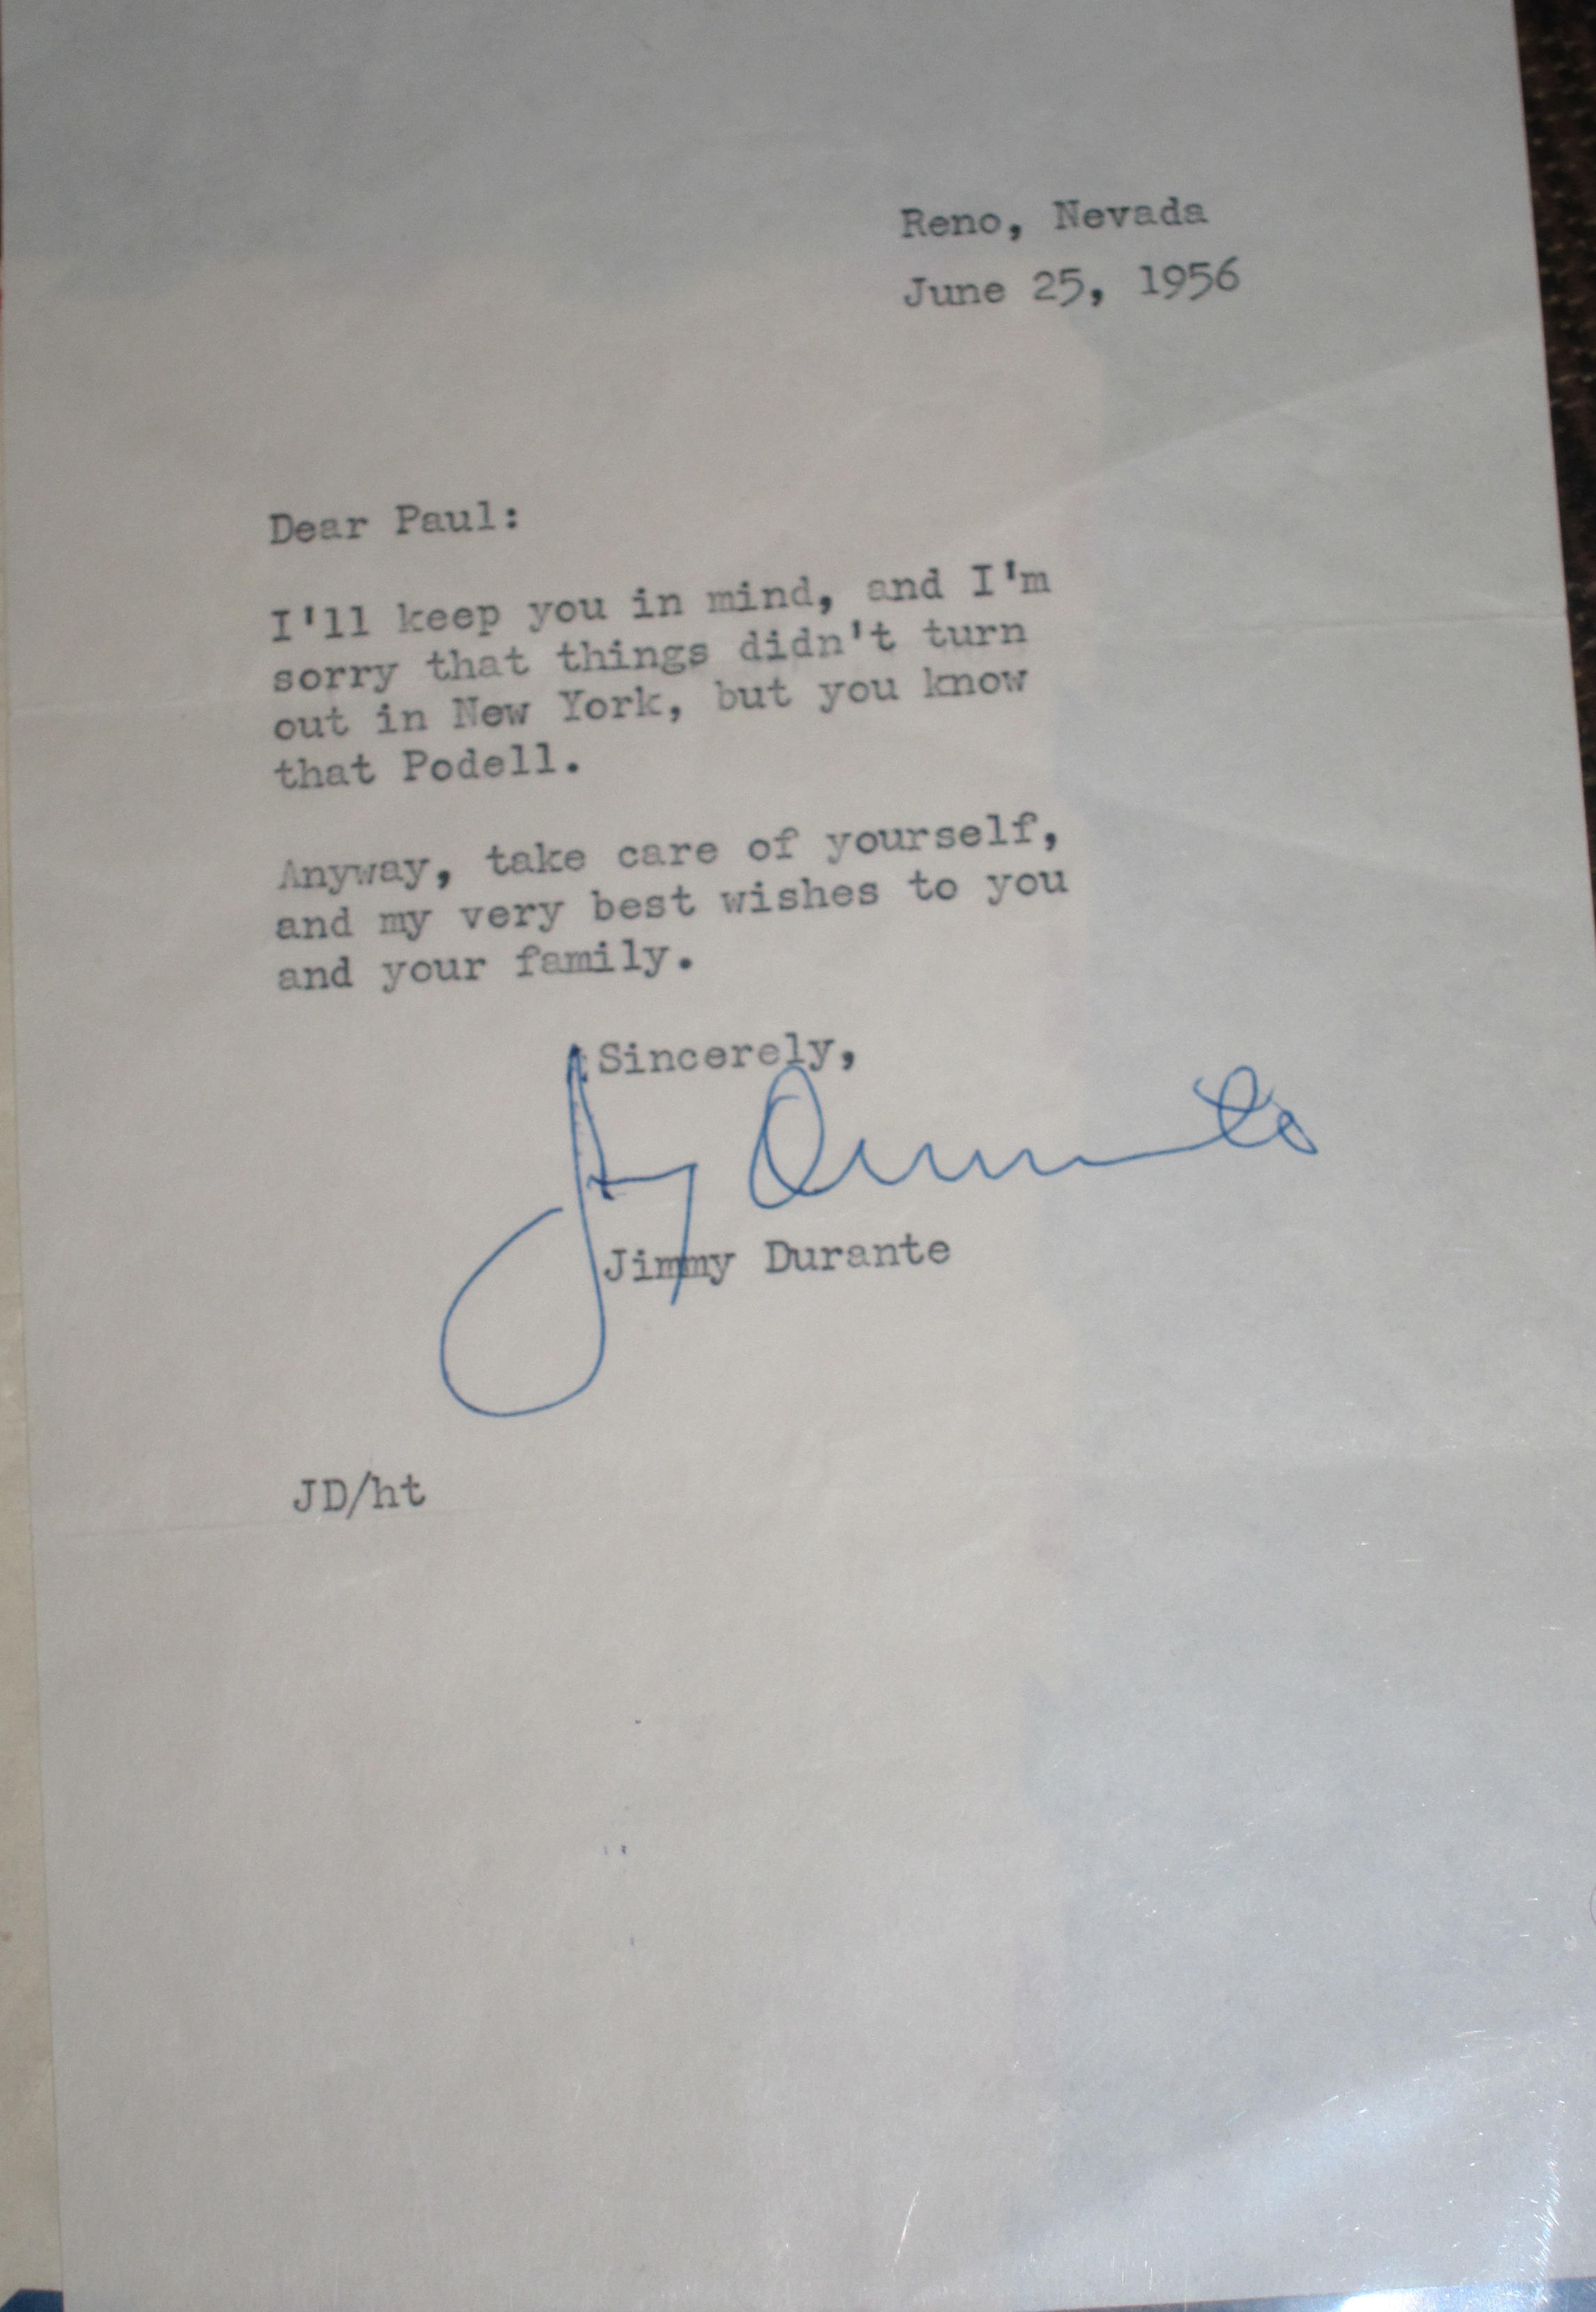 Reno, Nevada
June 25, 1956
Dear Paul:
I'll keep you in mind, and I'm
sorry that things didn't turn
out in New York, but you know
that Podell.
Anyway, take care of yourself,
and my very best wishes to you
and your family.
Sincerely,
Jimmy Durante
Jimmy Durante
JD/ht